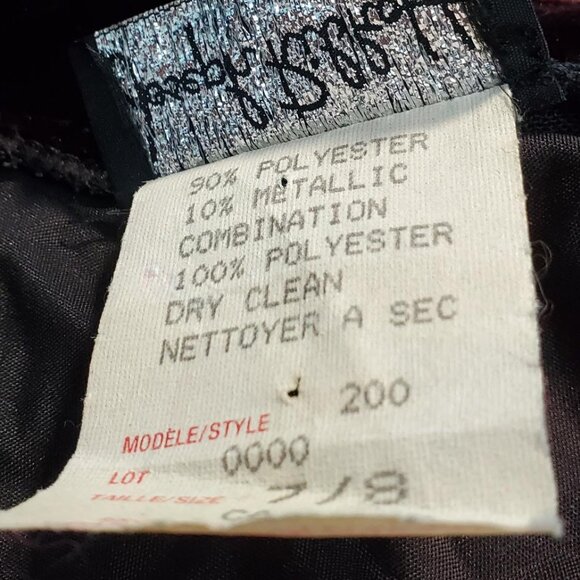 90% POLYESTER
10% METALLIC
COMBINATION
100% POLYESTER
DRY CLEAN
NETTOYER A SEC
200
MODÈLE/STYLE
0000
LOT
7/8
TAILLE/SIZE